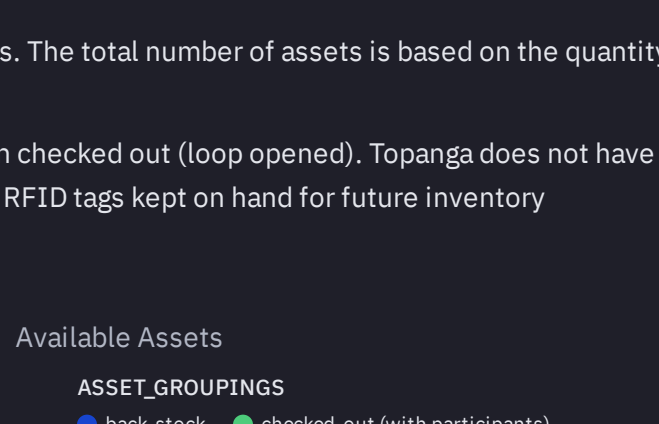 s. The total number of assets is based on the quantity
n checked out (loop opened). Topanga does not have
RFID tags kept on hand for future inventory
Available Assets
ASSET_GROUPINGS
back_stock checked_out (with participants)